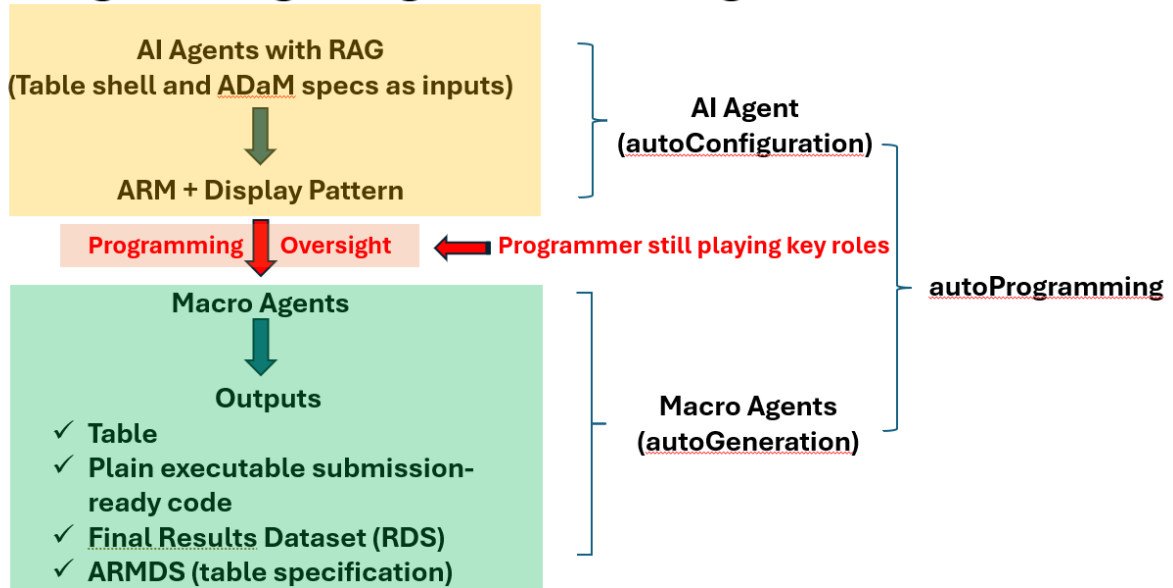 AI Agents with RAG
(Table shell and ADaM specs as inputs)
ARM + Display Pattern
AI Agent
(autoConfiguration)
Programming Oversight
Programmer still playing key roles
autoProgramming
Macro Agents
Outputs
✓ Table
✓ Plain executable submission-
ready code
✓ Final Results Dataset (RDS)
✓ ARMDS (table specification)
Macro Agents
(autoGeneration)